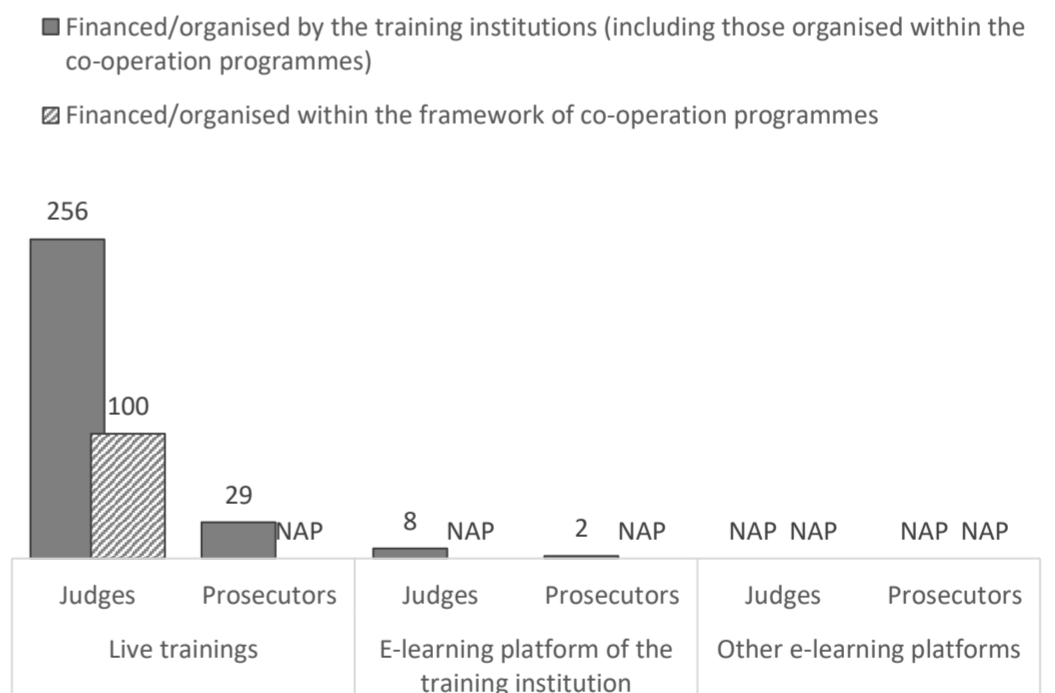 Financed/organised by the training institutions (including those organised within the
co-operation programmes)
Financed/organised within the framework of co-operation programmes
256
100
29
NAP
8
NAP
2
NAP
NAP NAP
NAP NAP
Judges
Prosecutors
Judges
Prosecutors
Judges
Prosecutors
Live trainings
E-learning platform of the
training institution
Other e-learning platforms